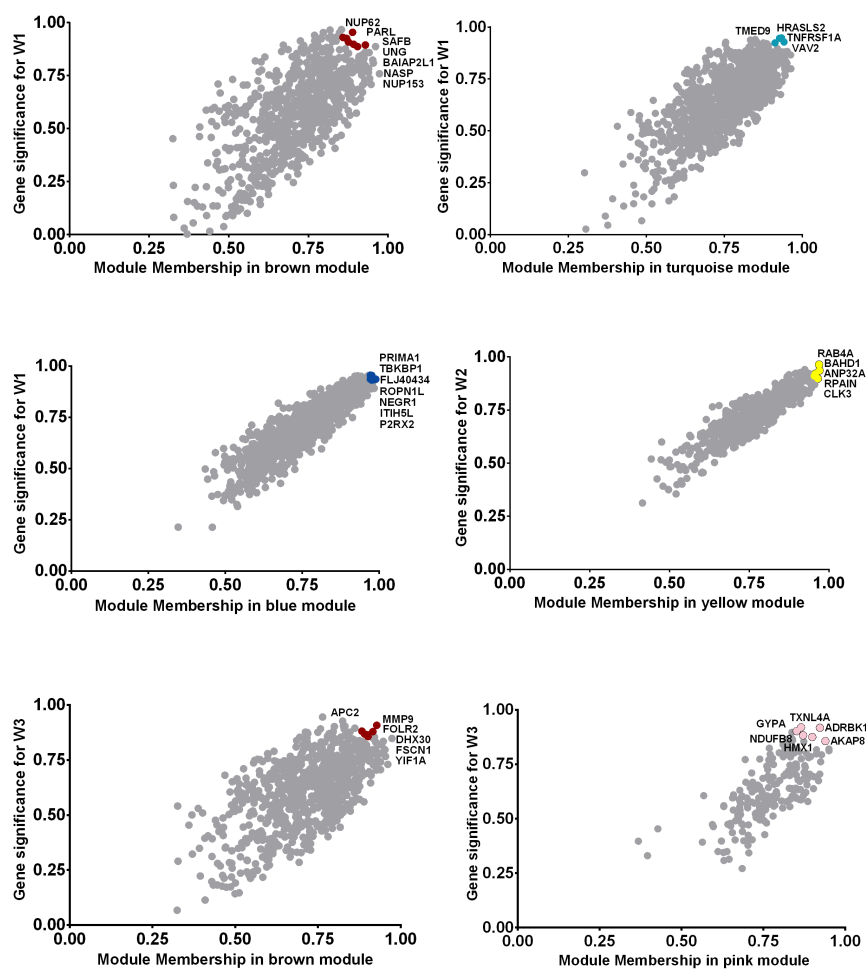 Gene significance for W1
1.00
0.75
0.50
0.25
0.00
0.00
0.25
0.50
0.75
1.00
Module Membership in brown module
NUP62
PARL
SAFB
UNG
BAIAP2L1
NASP
NUP153
Gene significance for W1
1.00
0.75
0.50
0.25
0.00
0.00
0.25
0.50
0.75
1.00
Module Membership in turquoise module
TMED9
HRASLS2
TNFRSF1A
VAV2
Gene significance for W1
1.00
0.75
0.50
0.25
0.00
0.00
0.25
0.50
0.75
1.00
Module Membership in blue module
PRIMA1
TBKBP1
FLJ40434
ROPN1L
NEGR1
ITIH5L
P2RX2
Gene significance for W2
1.00
0.75
0.50
0.25
0.00
0.00
0.25
0.50
0.75
1.00
Module Membership in yellow module
RAB4A
BAHD1
ANP32A
RPAIN
CLK3
Gene significance for W3
1.00
0.75
0.50
0.25
0.00
0.00
0.25
0.50
0.75
1.00
Module Membership in brown module
APC2
MMP9
FOLR2
DHX30
FSCN1
YIF1A
Gene significance for W3
1.00
0.75
0.50
0.25
0.00
0.00
0.25
0.50
0.75
1.00
Module Membership in pink module
TXNL4A
GYPA
ADRBK1
NDUFB8
AKAP8
HMX1